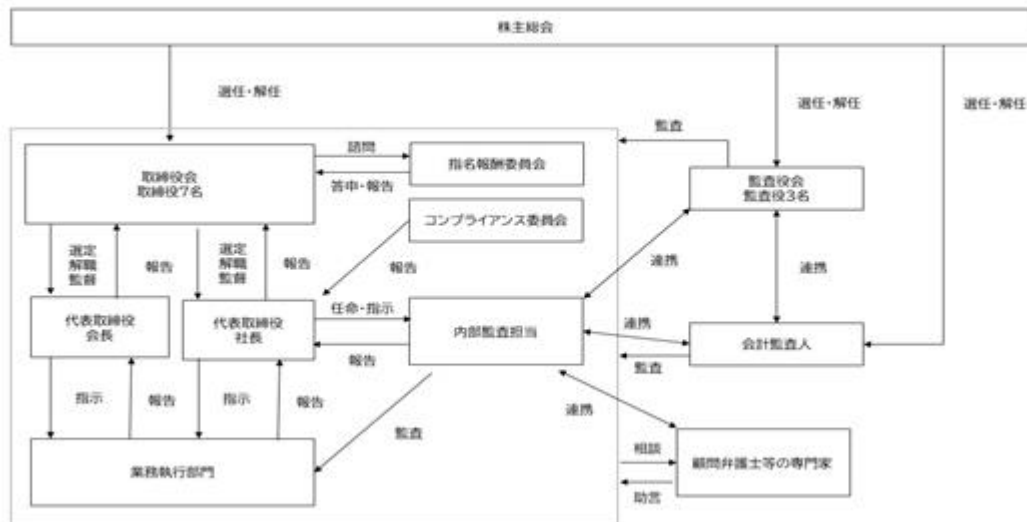 株主総会
選任・解任
選任・解任
選任・解任
監査
取締役会
取締役7名
諮問
答申・報告
指名報酬委員会
監査役会
監査役3名
コンプライアンス委員会
選定
解職
監督
報告
選定
解職
監督
報告
報告
連携
連携
代表取締役
会長
代表取締役
社長
任命・指示
報告
内部監査担当
連携
監査
会計監査人
指示
報告
指示
報告
監査
連携
業務執行部門
相談
助言
顧問弁護士等の専門家